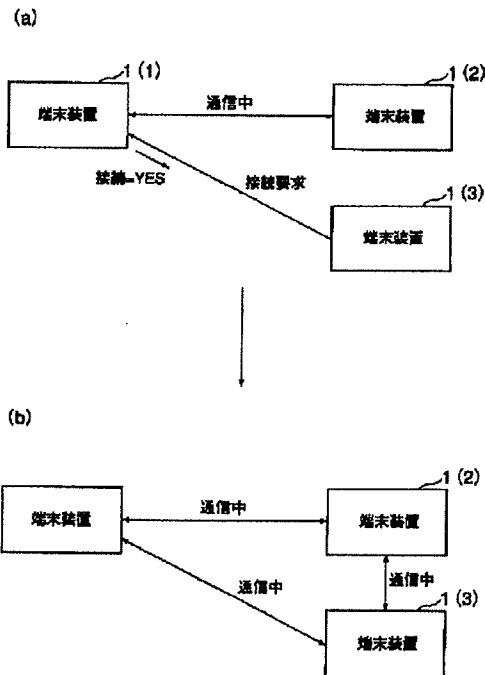 (a)
1 (1)
端末装置
通信中
1 (2)
端末装置
接続=YES
接続要求
1 (3)
端末装置
(b)
端末装置
通信中
1 (2)
端末装置
通信中
通信中
1 (3)
端末装置